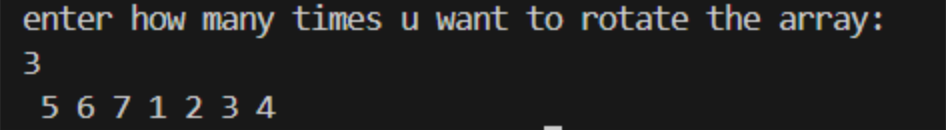 enter how many times u want to rotate the array:
3
5 6 7 1 2 3 4